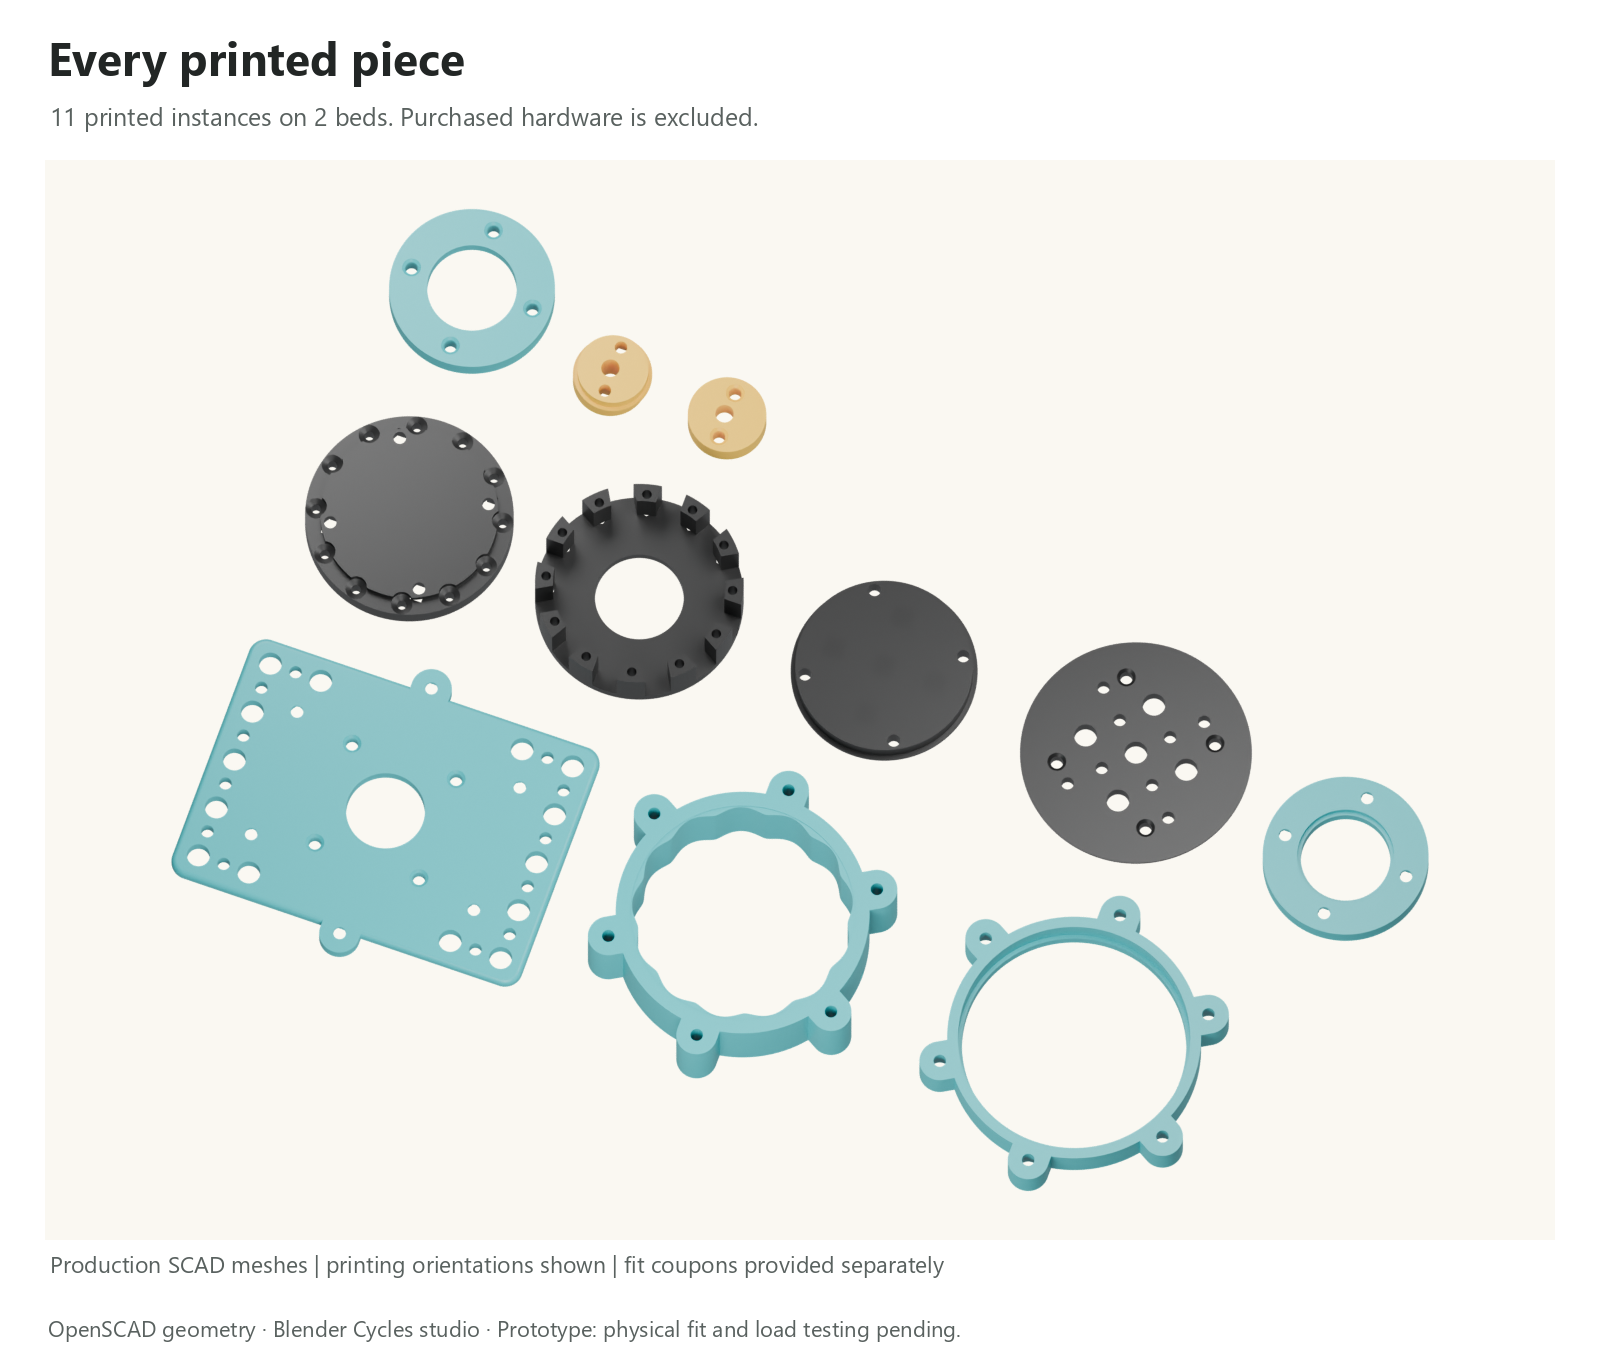 Every printed piece
11 printed instances on 2 beds. Purchased hardware is excluded.
Production SCAD meshes | printing orientations shown | fit coupons provided separately
OpenSCAD geometry · Blender Cycles studio · Prototype: physical fit and load testing pending.